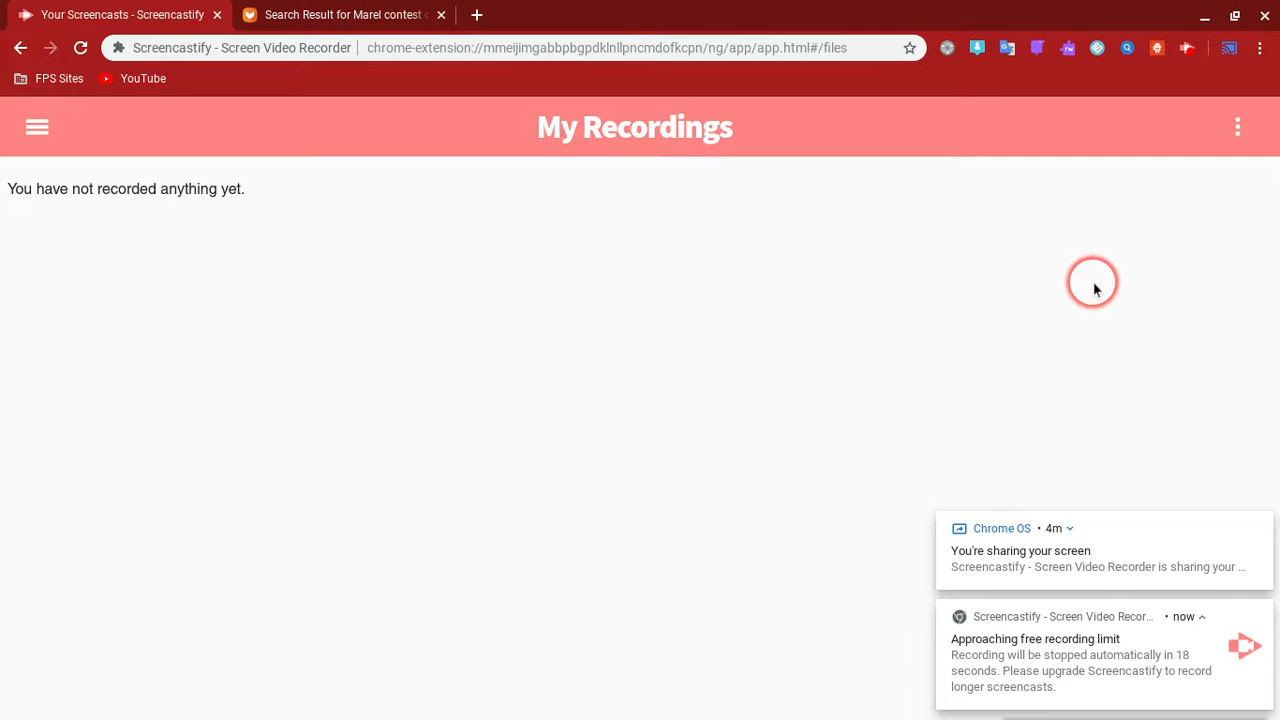 Your Screencasts - Screencastify
Search Result for Marel contest o
Screencastify - Screen Video Recorder
chrome-extension://mmeijimgabbpbgpdklnllpncmdofkcpn/ng/app/app.html#/files
FPS Sites
YouTube
My Recordings
You have not recorded anything yet.
Chrome OS • 4m
You're sharing your screen
Screencastify - Screen Video Recorder is sharing your ...
Screencastify - Screen Video Recor... • now
Approaching free recording limit
Recording will be stopped automatically in 18
seconds. Please upgrade Screencastify to record
longer screencasts.